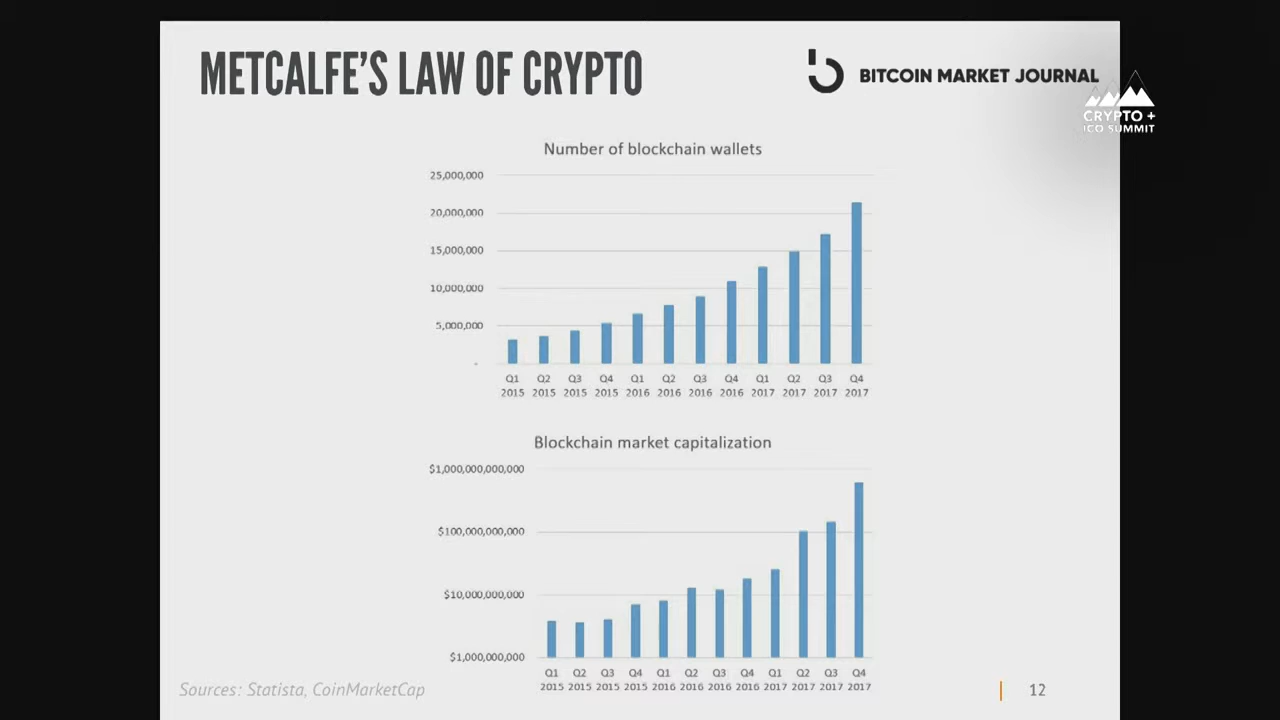 METCALFE'S LAW OF CRYPTO
BITCOIN MARKET JOURNAL
CRYPTO +
ICO SUMMIT
Number of blockchain wallets
25,000,000
20,000,000
15,000,000
10,000,000
5,000,000
-
Q1 Q2 Q3 Q4 Q1 Q2 Q3 Q4 Q1 Q2 Q3 Q4
2015 2015 2015 2015 2016 2016 2016 2016 2017 2017 2017 2017
Blockchain market capitalization
$1,000,000,000,000
$100,000,000,000
$10,000,000,000
$1,000,000,000
Q1 Q2 Q3 Q4 Q1 Q2 Q3 Q4 Q1 Q2 Q3 Q4
2015 2015 2015 2015 2016 2016 2016 2016 2017 2017 2017 2017
Sources: Statista, CoinMarketCap
12